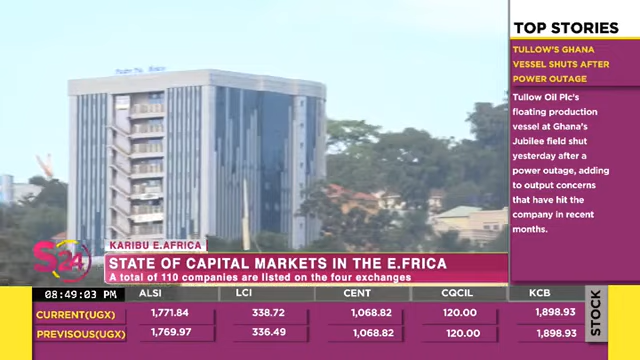 TOP STORIES
TULLOW'S GHANA
VESSEL SHUTS AFTER
POWER OUTAGE
Tullow Oil Plc's
floating production
vessel at Ghana's
Jubilee field shut
yesterday after a
power outage, adding
to output concerns
that have hit the
company in recent
months.
S24
KARIBU E.AFRICA
STATE OF CAPITAL MARKETS IN THE E.FRICA
A total of 110 companies are listed on the four exchanges
08:49:03 PM ALSI LCI CENT CQCIL KCB
CURRENT(UGX) 1,771.84 338.72 1,068.82 120.00 1,898.93
PREVISOUS(UGX) 1,769.97 336.49 1,068.82 120.00 1,898.93
STOCK